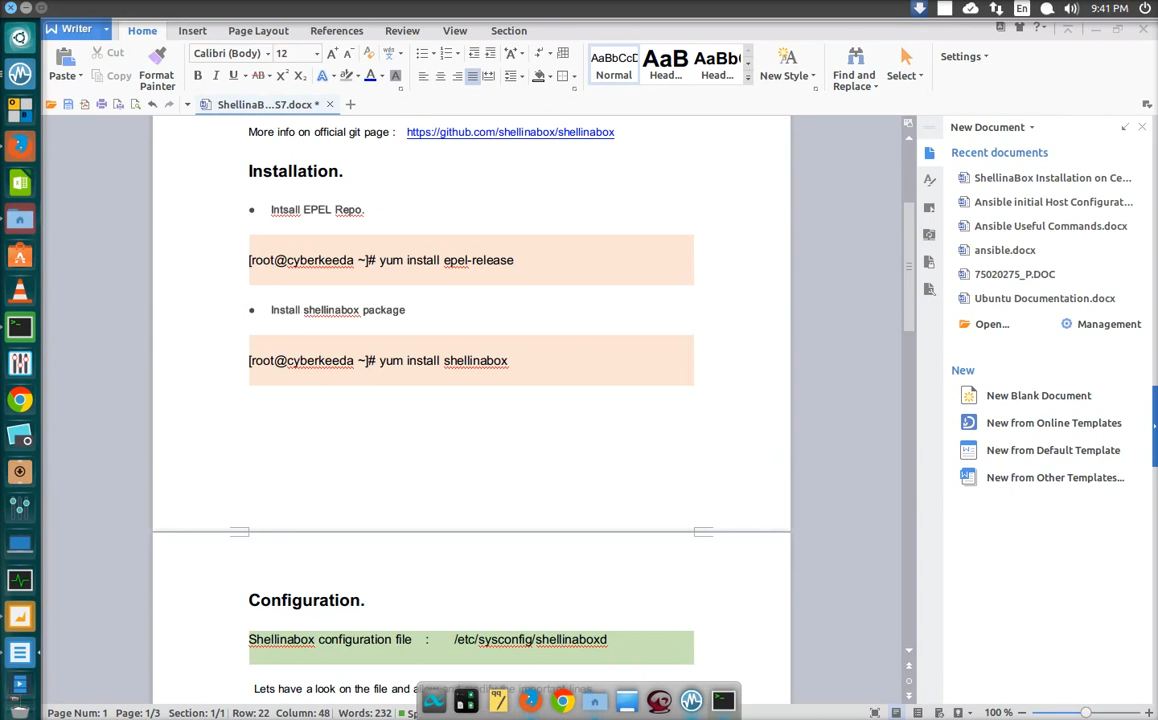 En
9:41 PM
Writer
Home
Insert
Page Layout
References
Review
View
Section
Paste
Cut
Copy
Format
Painter
Calibri (Body)
12
AaBbCcD
Normal
AaB
Head...
AaBb(
Head...
New Style
Find and
Replace
Select
Settings
ShellinaB...S7.docx *
More info on official git page : https://github.com/shellinabox/shellinabox
Installation.
● Intsall EPEL Repo.
[root@cyberkeeda ~]# yum install epel-release
● Install shellinabox package
[root@cyberkeeda ~]# yum install shellinabox
Configuration.
Shellinabox configuration file : /etc/sysconfig/shellinaboxd
Lets have a look on the file and
New Document
Recent documents
ShellinaBox Installation on Ce...
Ansible initial Host Configurat...
Ansible Useful Commands.docx
ansible.docx
75020275_P.DOC
Ubuntu Documentation.docx
Open...
Management
New
New Blank Document
New from Online Templates
New from Default Template
New from Other Templates...
Page Num: 1 Page: 1/3 Section: 1/1 Row: 22 Column: 48 Words: 232
100 %